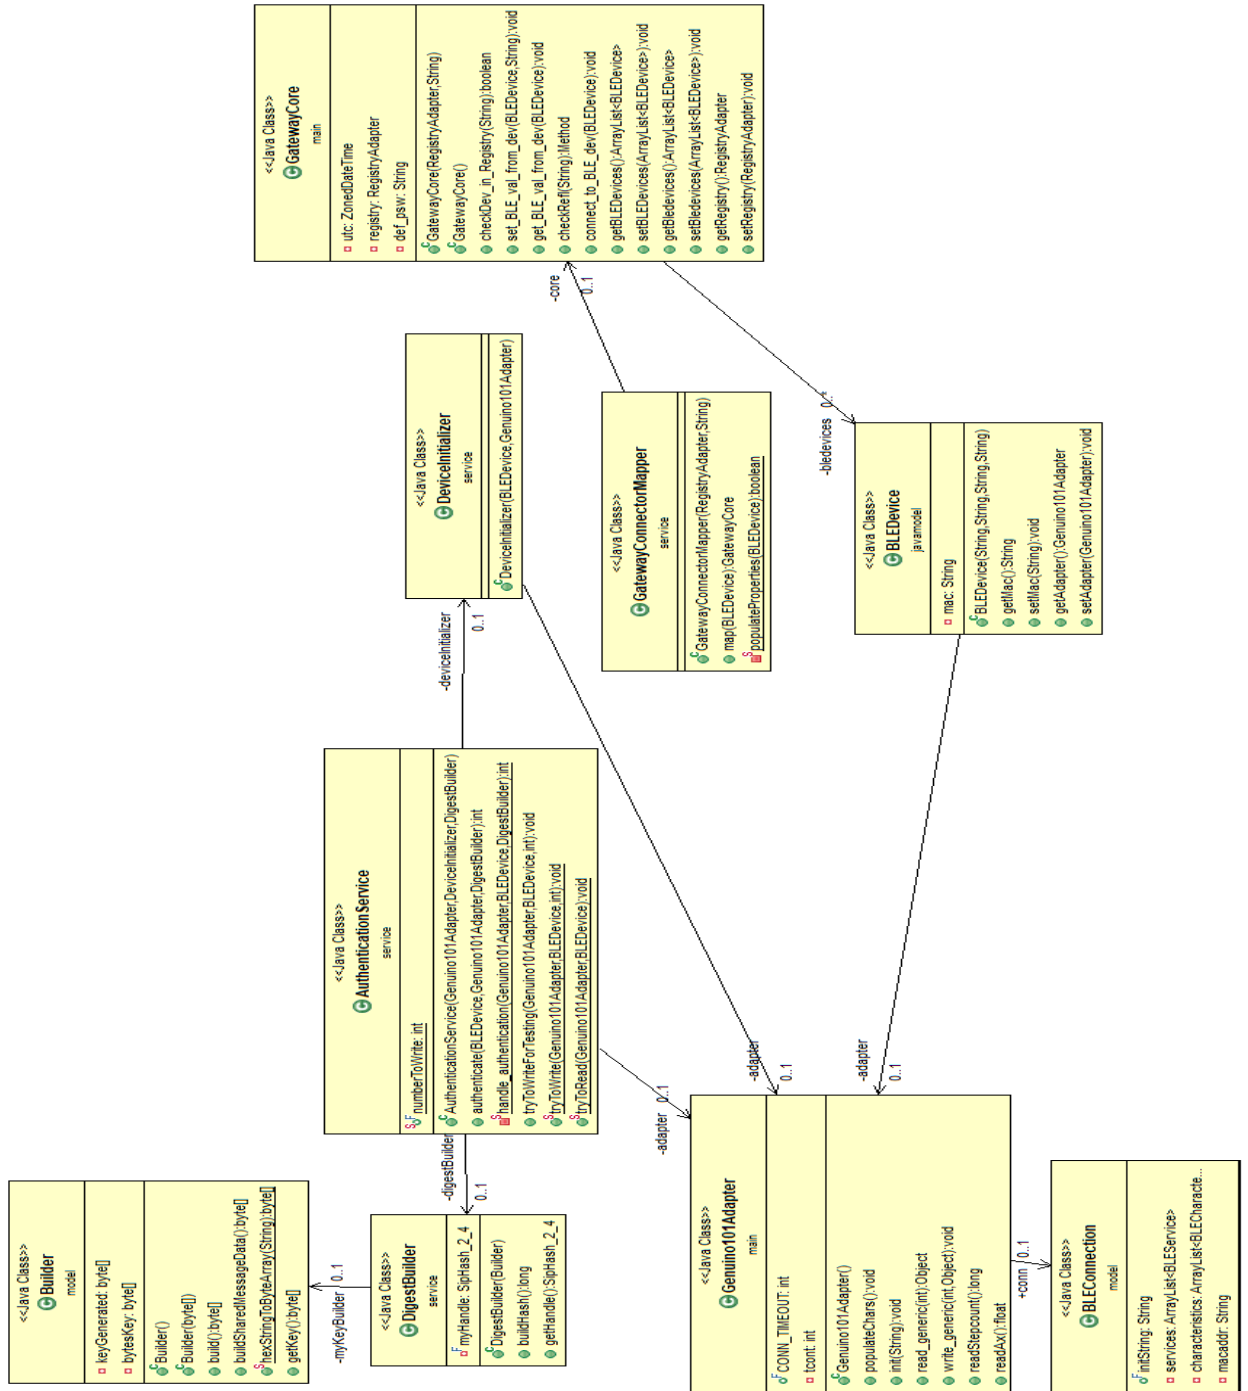 <<Java Class>>
Builder
model
keyGenerated: byte[]
bytesKey: byte[]
Builder()
Builder(byte[])
build():byte[]
buildSharedMessageData():byte[]
hexStringToByteArray(String):byte[]
getKey():byte[]
-myKeyBuilder 0..1
<<Java Class>>
DigestBuilder
service
myHandle: SipHash_2_4
DigestBuilder(Builder)
buildHash():long
getHandle():SipHash_2_4
-digestBuilder
0..1
<<Java Class>>
AuthenticationService
service
numberToWrite: int
AuthenticationService(Genuino101Adapter,DeviceInitializer,DigestBuilder)
authenticate(BLEDevice,Genuino101Adapter,DigestBuilder):int
handle_authentication(Genuino101Adapter,BLEDevice,DigestBuilder):int
tryToWriteForTesting(Genuino101Adapter,BLEDevice,int):void
tryToWrite(Genuino101Adapter,BLEDevice,int):void
tryToRead(Genuino101Adapter,BLEDevice):void
-deviceInitializer
0..1
<<Java Class>>
DeviceInitializer
service
DeviceInitializer(BLEDevice,Genuino101Adapter)
<<Java Class>>
GatewayCore
main
utc: ZonedDateTime
registry: RegistryAdapter
def_psw: String
GatewayCore(RegistryAdapter,String)
GatewayCore()
checkDev_in_Registry(String):boolean
set_BLE_val_from_dev(BLEDevice,String):void
get_BLE_val_from_dev(BLEDevice):void
checkRefl(String):Method
connect_to_BLE_dev(BLEDevice):void
getBLEDevices():ArrayList<BLEDevice>
setBLEDevices(ArrayList<BLEDevice>):void
getBledevices():ArrayList<BLEDevice>
setBledevices(ArrayList<BLEDevice>):void
getRegistry():RegistryAdapter
setRegistry(RegistryAdapter):void
-core
0..1
<<Java Class>>
GatewayConnectorMapper
service
GatewayConnectorMapper(RegistryAdapter,String)
map(BLEDevice):GatewayCore
populateProperties(BLEDevice):boolean
-bledevices 0..*
<<Java Class>>
BLEDevice
javamodel
mac: String
BLEDevice(String,String,String)
getMac():String
setMac(String):void
getAdapter():Genuino101Adapter
setAdapter(Genuino101Adapter):void
-adapter 0..1
-adapter
0..1
-adapter
0..1
<<Java Class>>
Genuino101Adapter
main
CONN_TIMEOUT: int
tcont: int
Genuino101Adapter()
populateChars():void
init(String):void
read_generic(int):Object
write_generic(int,Object):void
readStepcount():long
readAx():float
+conn 0..1
<<Java Class>>
BLEConnection
model
initString: String
services: ArrayList<BLEService>
characteristics: ArrayList<BLECharacte...
macaddr: String